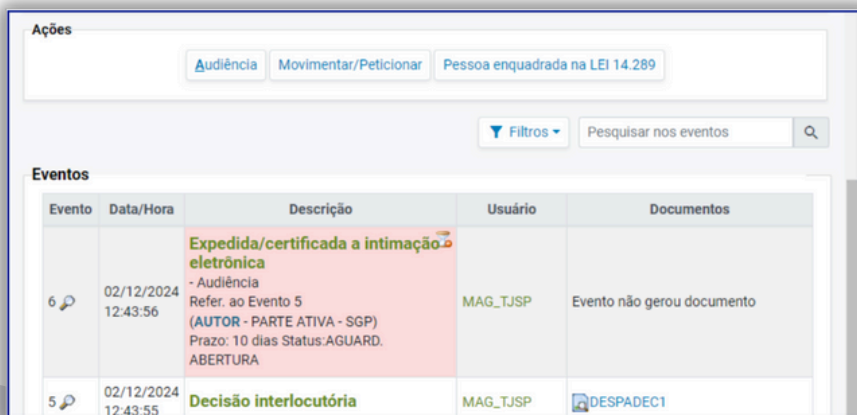 Ações
Audiência Movimentar/Peticionar Pessoa enquadrada na LEI 14.289
Filtros Pesquisar nos eventos
Eventos
Evento Data/Hora Descrição Usuário Documentos
6 02/12/2024 12:43:56 Expedida/certificada a intimação
eletrônica
- Audiência
Refer. ao Evento 5
(AUTOR - PARTE ATIVA - SGP)
Prazo: 10 dias Status:AGUARD.
ABERTURA
MAG_TJSP Evento não gerou documento
5 02/12/2024 12:43:55 Decisão interlocutória MAG_TJSP DESPADEC1